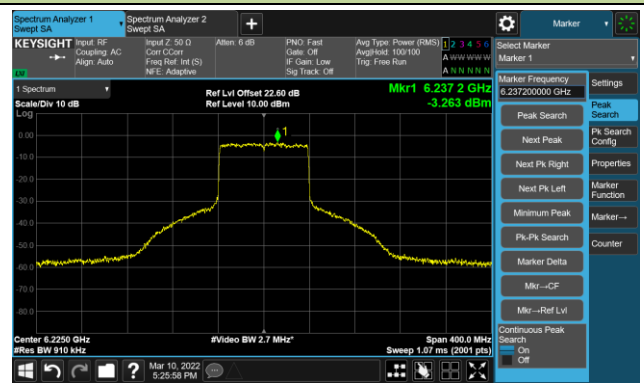 Spectrum Analyzer 1
Swept SA
Spectrum Analyzer 2
Swept SA
+
Marker
KEYSIGHT
Input: RF
Coupling: AC
Align: Auto
Input Z: 50 Ω
Corr CCorr
Freq Ref: Int (S)
NFE: Adaptive
Atten: 6 dB
PNO: Fast
Gate: Off
IF Gain: Low
Sig Track: Off
Avg Type: Power (RMS)
Avg|Hold: 100/100
Trig: Free Run
1 2 3 4 5 6
A W W W W W
A N N N N N
LXI
Select Marker
Marker 1
1 Spectrum
Scale/Div 10 dB
Log
Ref Lvl Offset 22.60 dB
Ref Level 10.00 dBm
Mkr1 6.237 2 GHz
-3.263 dBm
1
0.00
-10.0
-20.0
-30.0
-40.0
-50.0
-60.0
-70.0
-80.0
Center 6.2250 GHz
#Res BW 910 kHz
#Video BW 2.7 MHz*
Span 400.0 MHz
Sweep 1.07 ms (2001 pts)
Marker Frequency
6.237200000 GHz
Peak Search
Next Peak
Next Pk Right
Next Pk Left
Minimum Peak
Pk-Pk Search
Marker Delta
Mkr→CF
Mkr→Ref Lvl
Continuous Peak
Search
On
Off
Settings
Peak
Search
Pk Search
Config
Properties
Marker
Function
Marker→
Counter
?
Mar 10, 2022
5:25:58 PM